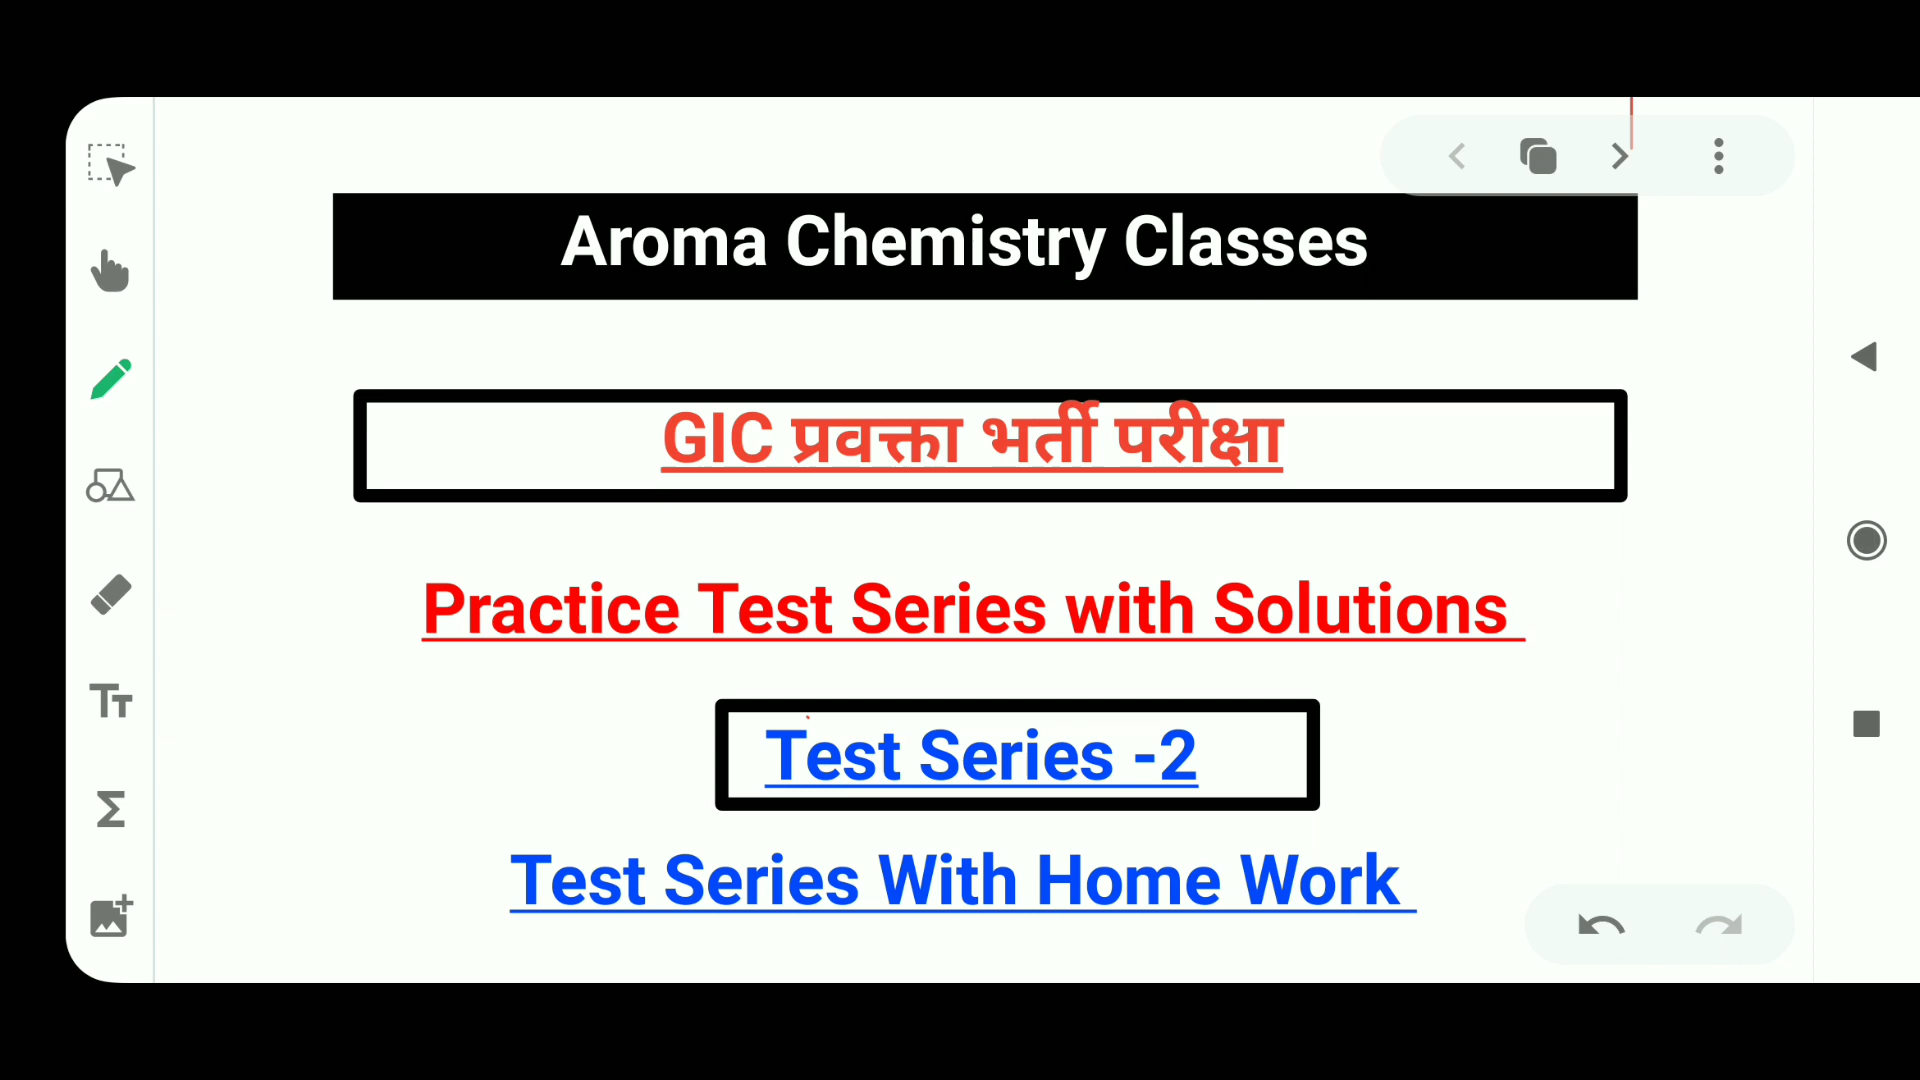 Aroma Chemistry Classes
GIC प्रवक्ता भर्ती परीक्षा
Practice Test Series with Solutions
Test Series -2
Test Series With Home Work